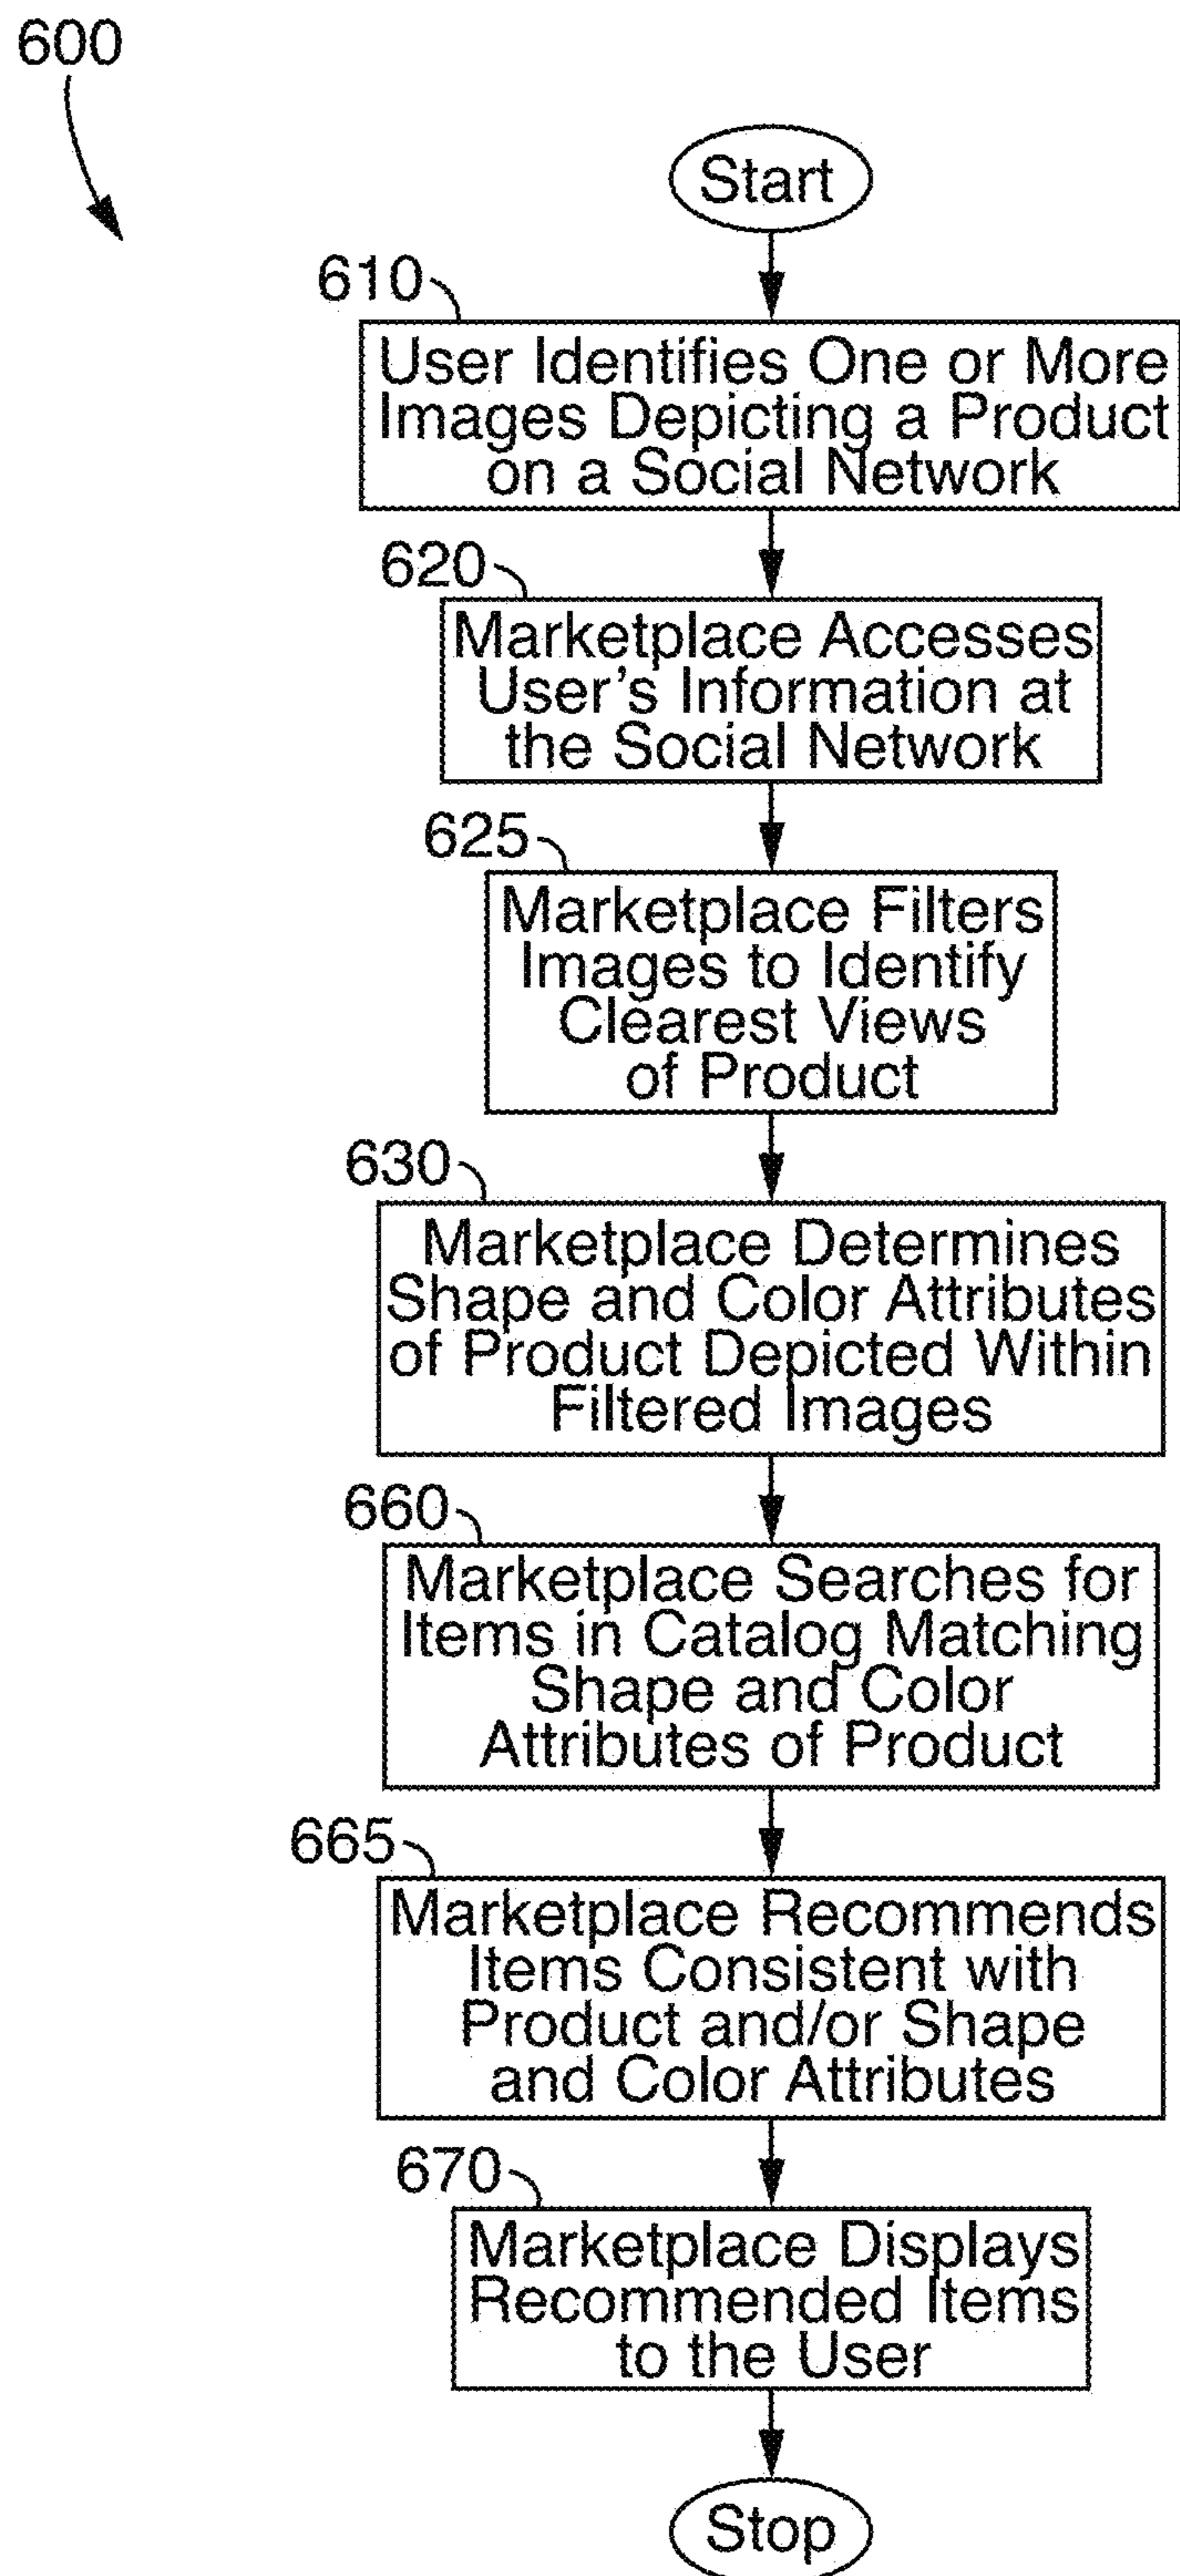 600
Start
610
User Identifies One or More
Images Depicting a Product
on a Social Network
620
Marketplace Accesses
User's Information at
the Social Network
625
Marketplace Filters
Images to Identify
Clearest Views
of Product
630
Marketplace Determines
Shape and Color Attributes
of Product Depicted Within
Filtered Images
660
Marketplace Searches for
Items in Catalog Matching
Shape and Color
Attributes of Product
665
Marketplace Recommends
Items Consistent with
Product and/or Shape
and Color Attributes
670
Marketplace Displays
Recommended Items
to the User
Stop